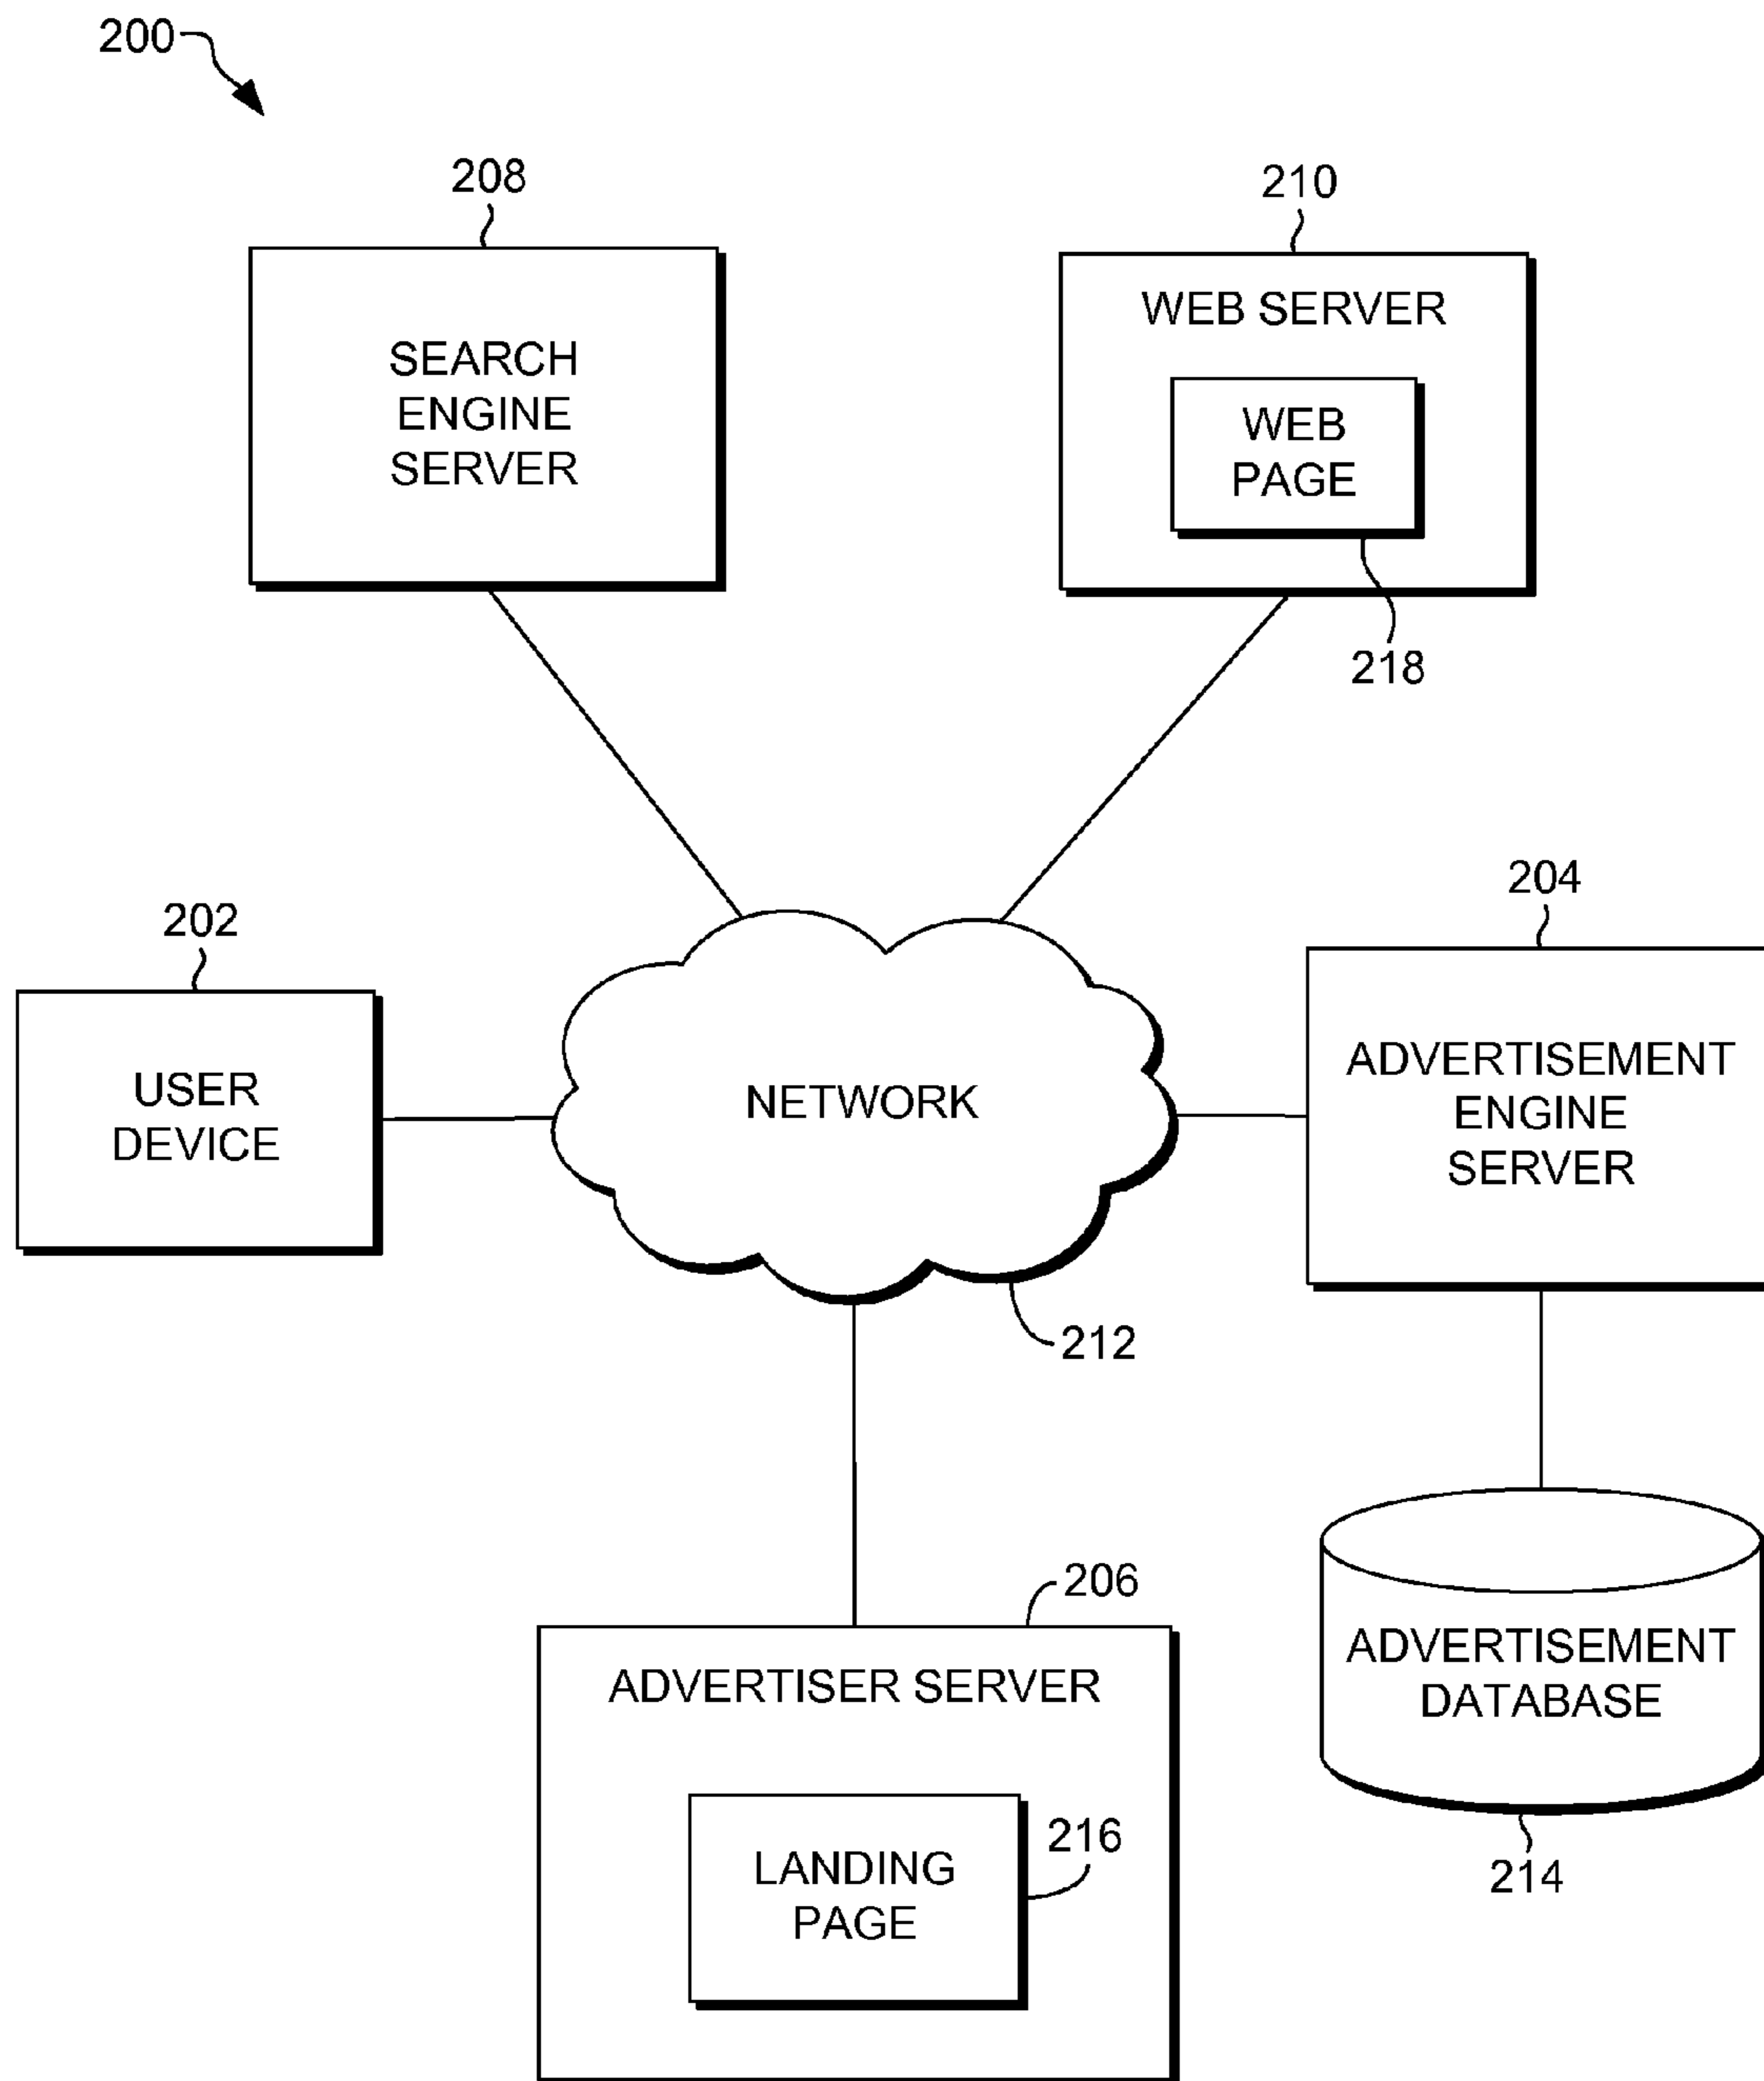 200
208
SEARCH
ENGINE
SERVER
210
WEB SERVER
WEB
PAGE
218
202
USER
DEVICE
NETWORK
212
204
ADVERTISEMENT
ENGINE
SERVER
206
ADVERTISER SERVER
LANDING
PAGE
216
ADVERTISEMENT
DATABASE
214